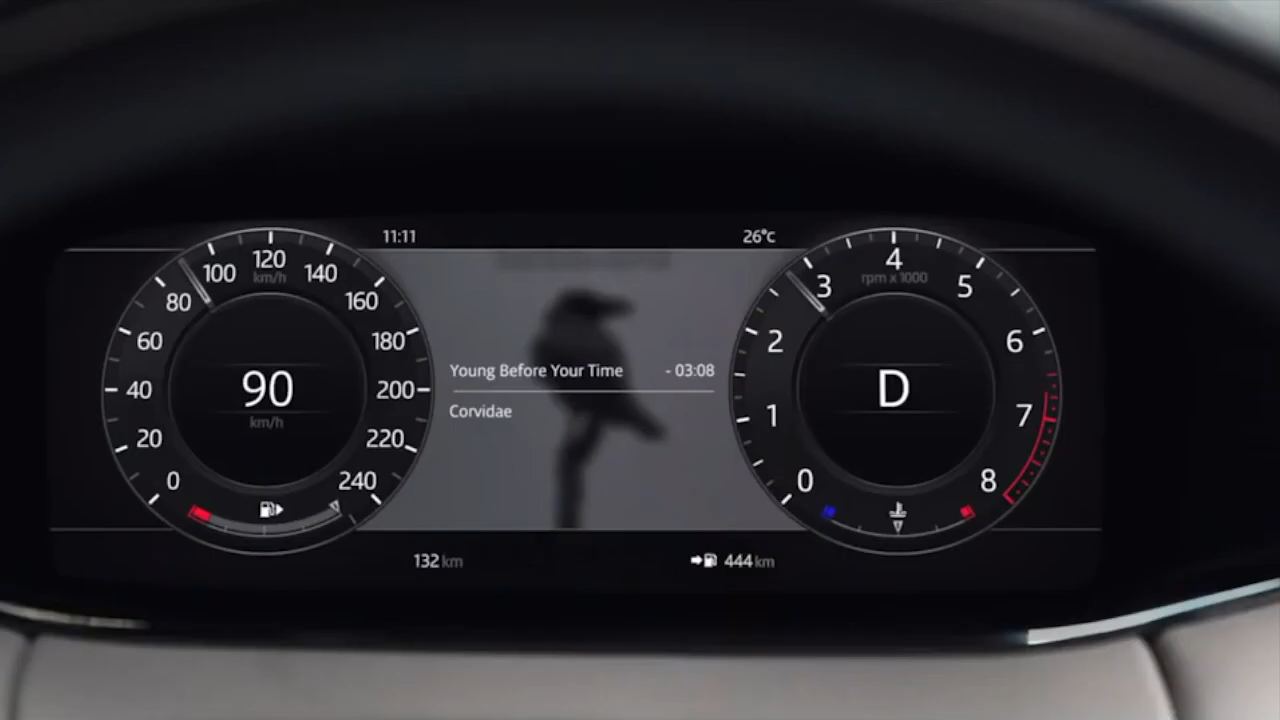 11:11
26°c
0
20
40
60
80
100
120
140
160
180
200
220
240
km/h
90
km/h
Young Before Your Time - 03:08
Corvidae
0
1
2
3
4
5
6
7
8
rpm x 1000
D
132 km
444 km